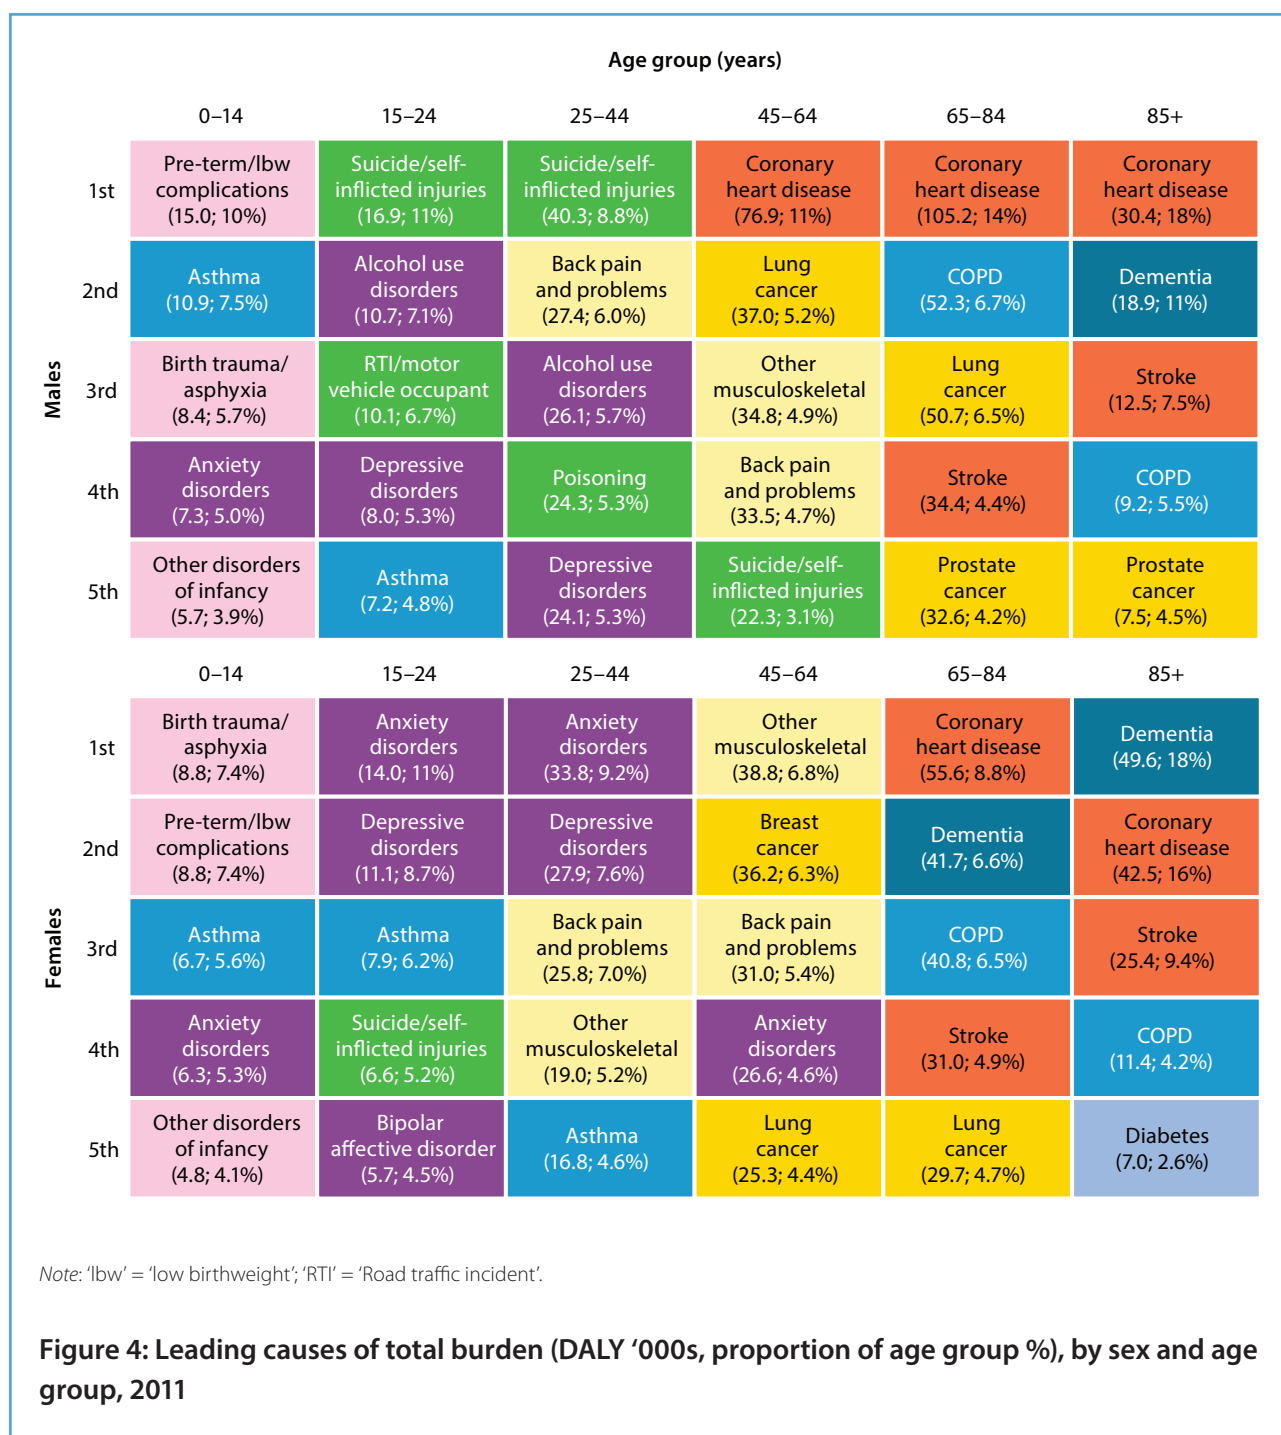 Age group (years)
0–14 15–24 25–44 45–64 65–84 85+
Males
1st
Pre-term/lbw
complications
(15.0; 10%)
Suicide/self-
inflicted injuries
(16.9; 11%)
Suicide/self-
inflicted injuries
(40.3; 8.8%)
Coronary
heart disease
(76.9; 11%)
Coronary
heart disease
(105.2; 14%)
Coronary
heart disease
(30.4; 18%)
2nd
Asthma
(10.9; 7.5%)
Alcohol use
disorders
(10.7; 7.1%)
Back pain
and problems
(27.4; 6.0%)
Lung
cancer
(37.0; 5.2%)
COPD
(52.3; 6.7%)
Dementia
(18.9; 11%)
3rd
Birth trauma/
asphyxia
(8.4; 5.7%)
RTI/motor
vehicle occupant
(10.1; 6.7%)
Alcohol use
disorders
(26.1; 5.7%)
Other
musculoskeletal
(34.8; 4.9%)
Lung
cancer
(50.7; 6.5%)
Stroke
(12.5; 7.5%)
4th
Anxiety
disorders
(7.3; 5.0%)
Depressive
disorders
(8.0; 5.3%)
Poisoning
(24.3; 5.3%)
Back pain
and problems
(33.5; 4.7%)
Stroke
(34.4; 4.4%)
COPD
(9.2; 5.5%)
5th
Other disorders
of infancy
(5.7; 3.9%)
Asthma
(7.2; 4.8%)
Depressive
disorders
(24.1; 5.3%)
Suicide/self-
inflicted injuries
(22.3; 3.1%)
Prostate
cancer
(32.6; 4.2%)
Prostate
cancer
(7.5; 4.5%)
0–14 15–24 25–44 45–64 65–84 85+
Females
1st
Birth trauma/
asphyxia
(8.8; 7.4%)
Anxiety
disorders
(14.0; 11%)
Anxiety
disorders
(33.8; 9.2%)
Other
musculoskeletal
(38.8; 6.8%)
Coronary
heart disease
(55.6; 8.8%)
Dementia
(49.6; 18%)
2nd
Pre-term/lbw
complications
(8.8; 7.4%)
Depressive
disorders
(11.1; 8.7%)
Depressive
disorders
(27.9; 7.6%)
Breast
cancer
(36.2; 6.3%)
Dementia
(41.7; 6.6%)
Coronary
heart disease
(42.5; 16%)
3rd
Asthma
(6.7; 5.6%)
Asthma
(7.9; 6.2%)
Back pain
and problems
(25.8; 7.0%)
Back pain
and problems
(31.0; 5.4%)
COPD
(40.8; 6.5%)
Stroke
(25.4; 9.4%)
4th
Anxiety
disorders
(6.3; 5.3%)
Suicide/self-
inflicted injuries
(6.6; 5.2%)
Other
musculoskeletal
(19.0; 5.2%)
Anxiety
disorders
(26.6; 4.6%)
Stroke
(31.0; 4.9%)
COPD
(11.4; 4.2%)
5th
Other disorders
of infancy
(4.8; 4.1%)
Bipolar
affective disorder
(5.7; 4.5%)
Asthma
(16.8; 4.6%)
Lung
cancer
(25.3; 4.4%)
Lung
cancer
(29.7; 4.7%)
Diabetes
(7.0; 2.6%)
Note: ‘lbw’ = ‘low birthweight’; ‘RTI’ = ‘Road traffic incident’.
Figure 4: Leading causes of total burden (DALY ‘000s, proportion of age group %), by sex and age
group, 2011